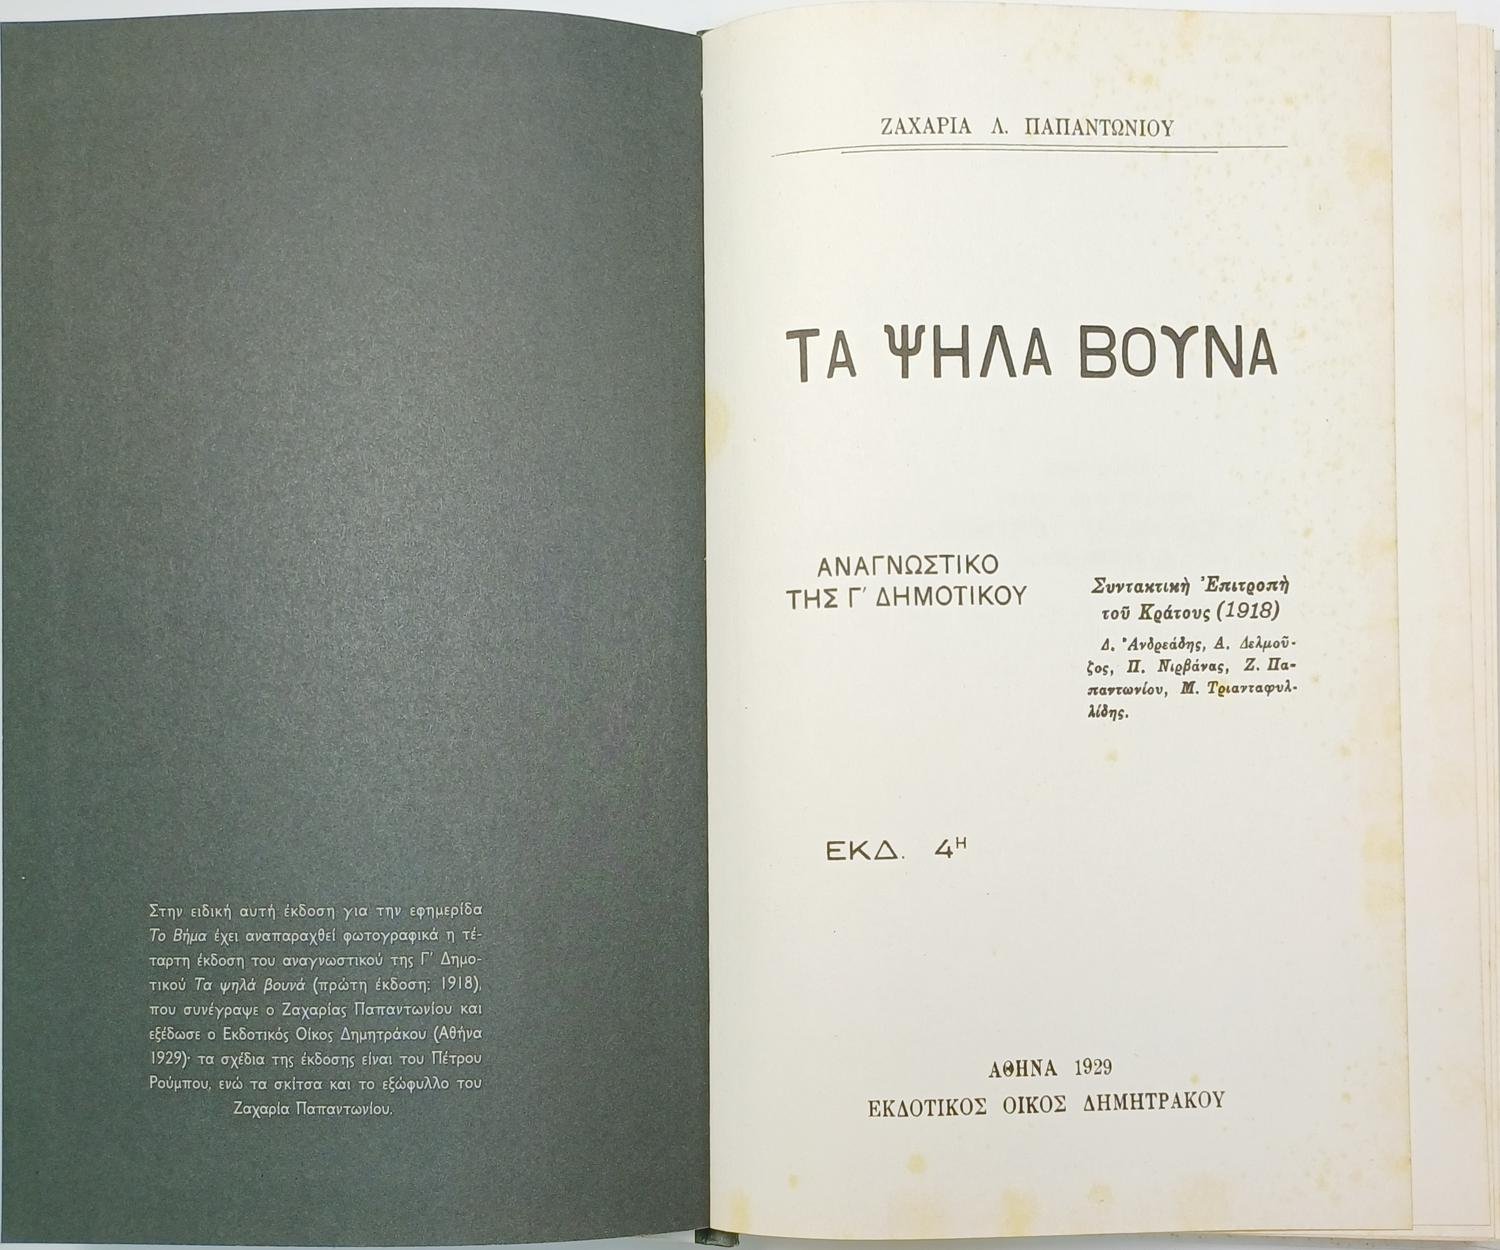 Στην ειδική αυτή έκδοση για την εφημερίδα
Το Βήμα έχει αναπαραχθεί φωτογραφικά η τέ-
ταρτη έκδοση του αναγνωστικού της Γ' Δημο-
τικού Τα ψηλά βουνά (πρώτη έκδοση: 1918),
που συνέγραψε ο Ζαχαρίας Παπαντωνίου και
εξέδωσε ο Εκδοτικός Οίκος Δημητράκου (Αθήνα
1929)· τα σχέδια της έκδοσης είναι του Πέτρου
Ρούμπου, ενώ τα σκίτσα και το εξώφυλλο του
Ζαχαρία Παπαντωνίου.
ΖΑΧΑΡΙΑ Λ. ΠΑΠΑΝΤΩΝΙΟΥ
ΤΑ ΨΗΛΑ ΒΟΥΝΑ
ΑΝΑΓΝΩΣΤΙΚΟ
ΤΗΣ Γ' ΔΗΜΟΤΙΚΟΥ
Συντακτικὴ Ἐπιτροπὴ
τοῦ Κράτους (1918)
Δ. Ἀνδρεάδης, Α. Δελμοῦ-
ζος, Π. Νιρβάνας, Ζ. Πα-
παντωνίου, Μ. Τριανταφυλ-
λίδης.
ΕΚΔ. 4Η
ΑΘΗΝΑ 1929
ΕΚΔΟΤΙΚΟΣ ΟΙΚΟΣ ΔΗΜΗΤΡΑΚΟΥ